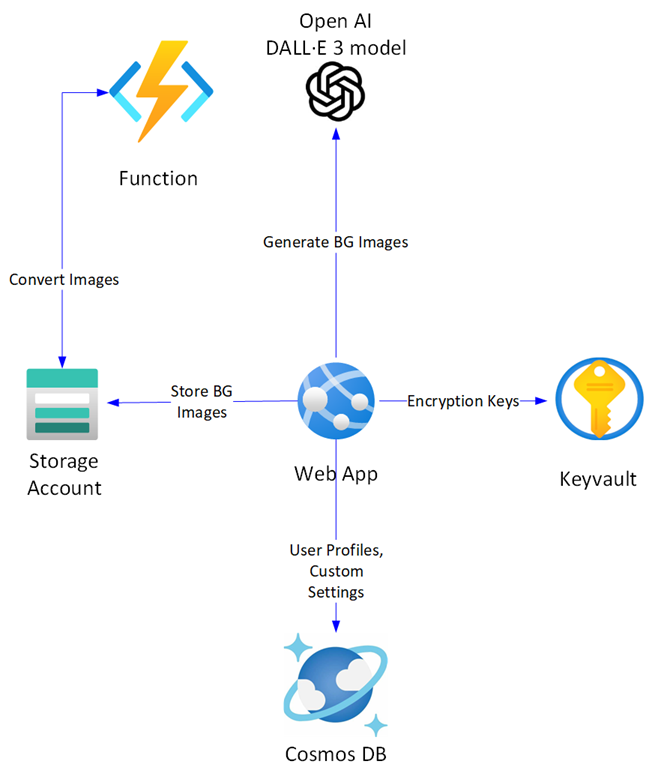 Open AI
DALL·E 3 model
Function
Generate BG Images
Convert Images
Store BG
Images
Encryption Keys
Storage
Account
Web App
Keyvault
User Profiles,
Custom
Settings
Cosmos DB